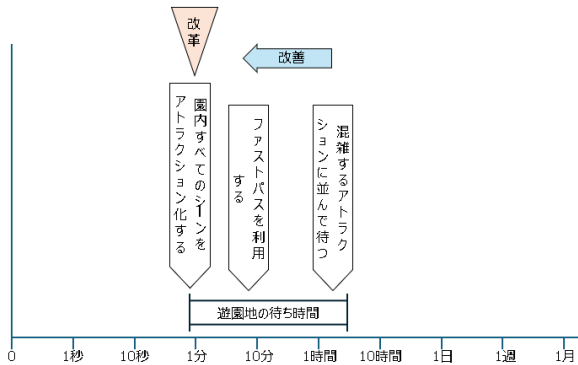 改
革
改善
園内すべてのシーンを
アトラクション化する
ファストパスを利用
する
混雑するアトラク
ションに並んで待つ
遊園地の待ち時間
0 1秒 10秒 1分 10分 1時間 10時間 1日 1週 1月